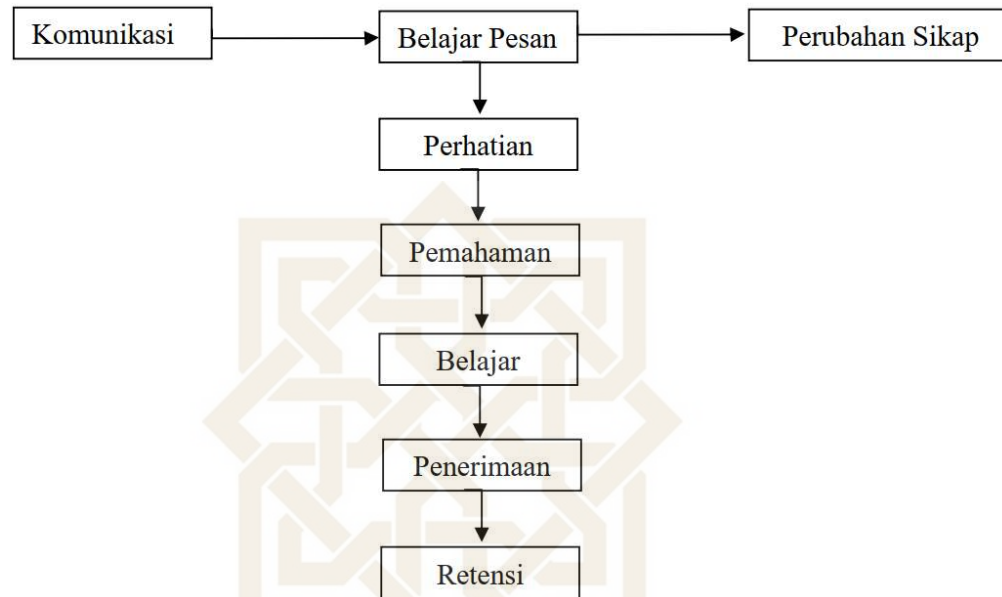 Komunikasi
Belajar Pesan
Perubahan Sikap
Perhatian
Pemahaman
Belajar
Penerimaan
Retensi